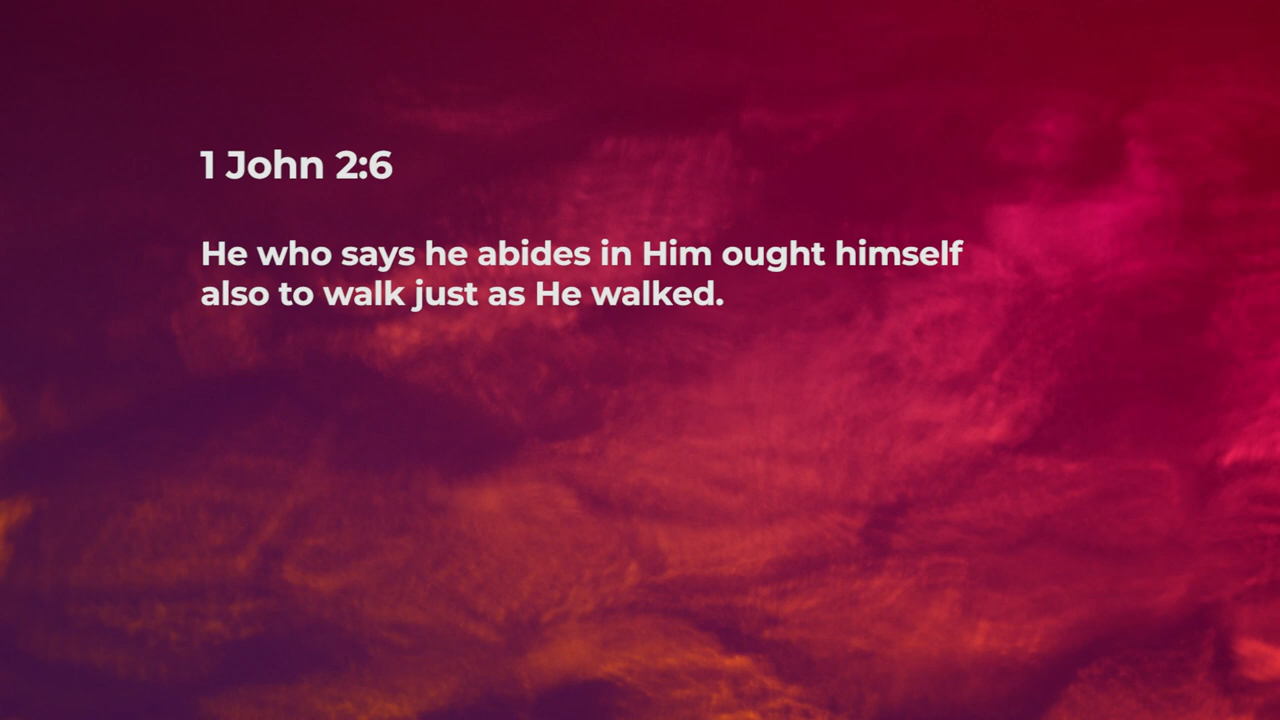 1 John 2:6
He who says he abides in Him ought himself
also to walk just as He walked.